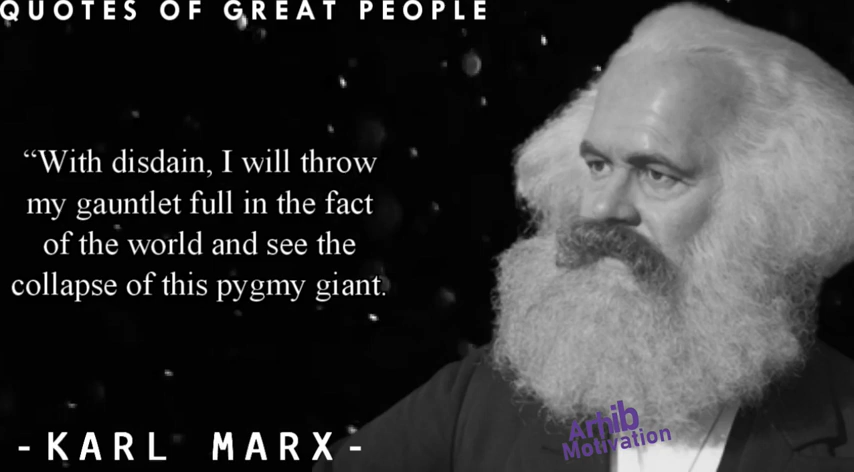 QUOTES OF GREAT PEOPLE
“With disdain, I will throw
my gauntlet full in the fact
of the world and see the
collapse of this pygmy giant.
-KARL MARX-
Arhib
Motivation